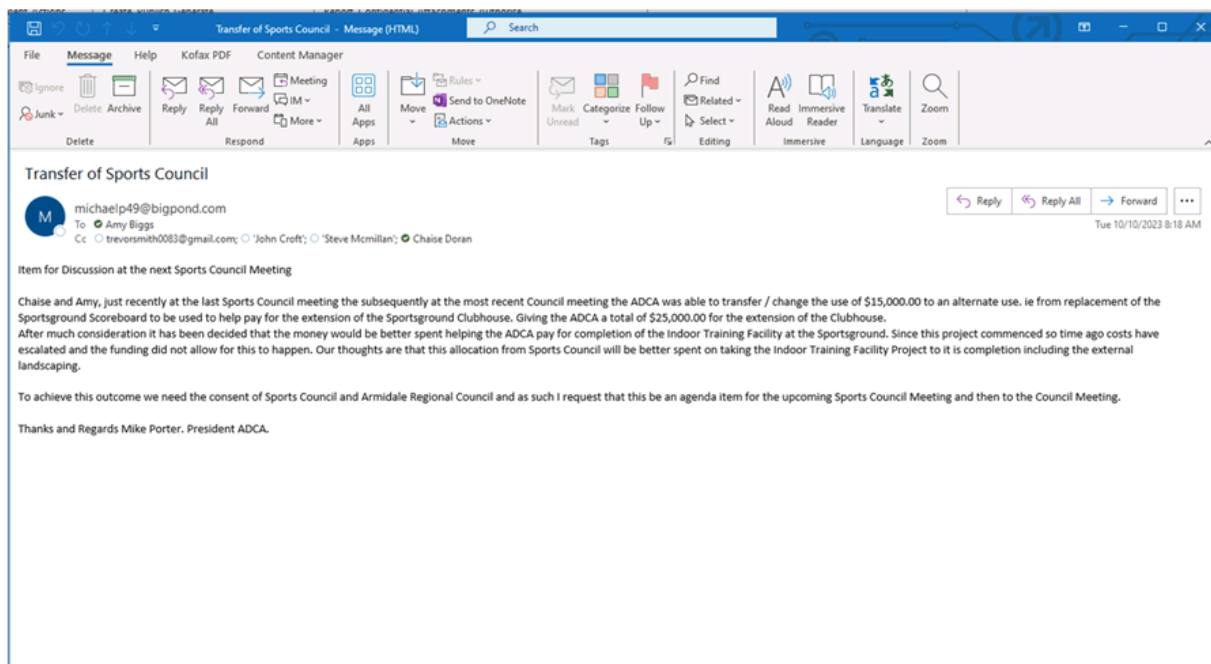 Transfer of Sports Council - Message (HTML)
Search
File Message Help Kofax PDF Content Manager
Ignore
Junk
Delete
Archive
Reply
Reply All
Forward
Meeting
IM
More
All Apps
Move
Rules
Send to OneNote
Actions
Mark Unread
Categorize
Follow Up
Find
Related
Select
Read Aloud
Immersive Reader
Translate
Zoom
Delete Respond Apps Move Tags Editing Immersive Language Zoom
Transfer of Sports Council
M
michaelp49@bigpond.com
To Amy Biggs
Cc trevorsmith0083@gmail.com; 'John Croft'; 'Steve Mcmillan'; Chaise Doran
Reply Reply All Forward
Tue 10/10/2023 8:18 AM
Item for Discussion at the next Sports Council Meeting
Chaise and Amy, just recently at the last Sports Council meeting the subsequently at the most recent Council meeting the ADCA was able to transfer / change the use of $15,000.00 to an alternate use. ie from replacement of the
Sportsground Scoreboard to be used to help pay for the extension of the Sportsground Clubhouse. Giving the ADCA a total of $25,000.00 for the extension of the Clubhouse.
After much consideration it has been decided that the money would be better spent helping the ADCA pay for completion of the Indoor Training Facility at the Sportsground. Since this project commenced so time ago costs have
escalated and the funding did not allow for this to happen. Our thoughts are that this allocation from Sports Council will be better spent on taking the Indoor Training Facility Project to it is completion including the external
landscaping.
To achieve this outcome we need the consent of Sports Council and Armidale Regional Council and as such I request that this be an agenda item for the upcoming Sports Council Meeting and then to the Council Meeting.
Thanks and Regards Mike Porter. President ADCA.